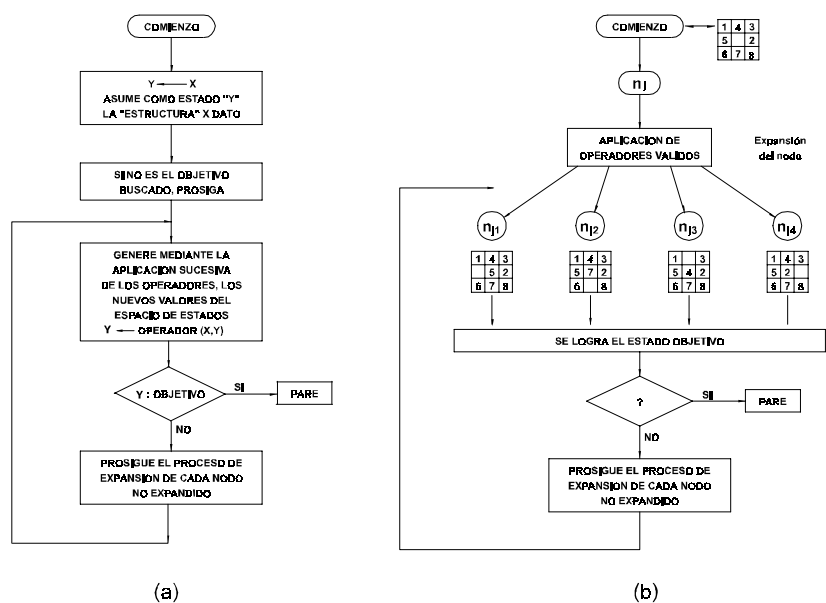 COMIENZO
Y ← X
ASUME COMO ESTADO "Y"
LA "ESTRUCTURA" X DATO
SI NO ES EL OBJETIVO
BUSCADO, PROSIGA
GENERE MEDIANTE LA
APLICACION SUCESIVA
DE LOS OPERADORES, LOS
NUEVOS VALORES DEL
ESPACIO DE ESTADOS
Y ← OPERADOR (X,Y)
Y : OBJETIVO
SI
PARE
NO
PROSIGUE EL PROCESO DE
EXPANSION DE CADA NODO
NO EXPANDIDO
(a)
COMIENZO
1 4 3
5 2
6 7 8
nj
APLICACION DE
OPERADORES VALIDOS
Expansión
del nodo
nj1
nj2
nj3
nj4
1 4 3
5 2
6 7 8
1 4 3
5 7 2
6 8
1 3
5 4 2
6 7 8
1 4 3
5 2
6 7 8
SE LOGRA EL ESTADO OBJETIVO
?
SI
PARE
NO
PROSIGUE EL PROCESO DE
EXPANSION DE CADA NODO
NO EXPANDIDO
(b)